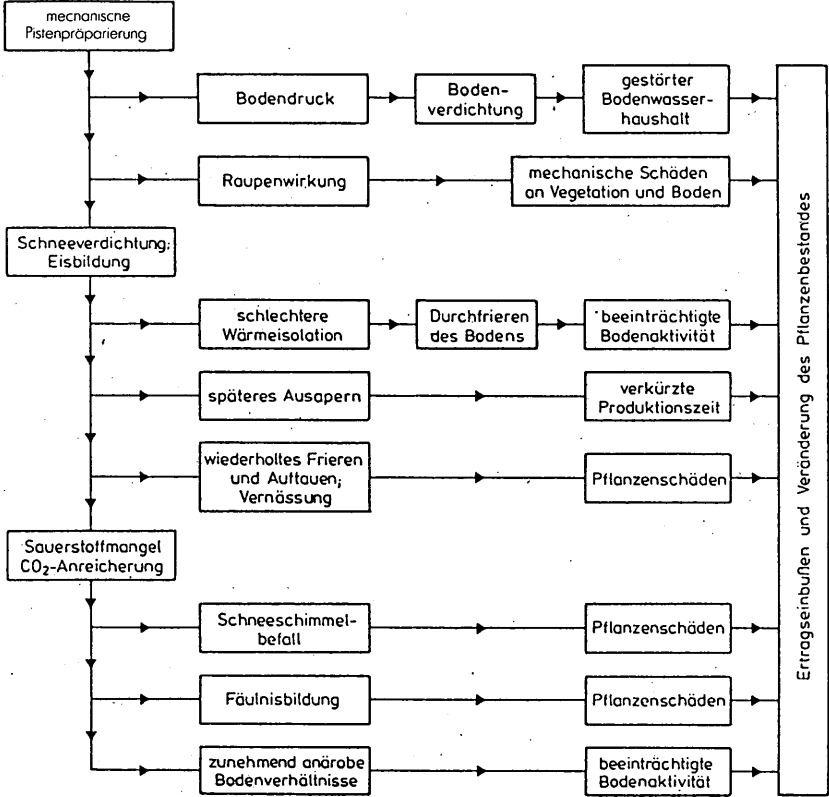 mechanische
Pistenpräparierung
Bodendruck
Boden-
verdichtung
gestörter
Bodenwasser-
haushalt
Raupenwirkung
mechanische Schäden
an Vegetation und Boden
Schneeverdichtung;
Eisbildung
schlechtere
Wärmeisolation
Durchfrieren
des Bodens
beeinträchtigte
Bodenaktivität
späteres Ausapern
verkürzte
Produktionszeit
wiederholtes Frieren
und Auftauen;
Vernässung
Pflanzenschäden
Sauerstoffmangel
CO₂-Anreicherung
Schneeschimmel-
befall
Pflanzenschäden
Fäulnisbildung
Pflanzenschäden
zunehmend anärobe
Bodenverhältnisse
beeinträchtigte
Bodenaktivität
Ertragseinbußen und Veränderung des Pflanzenbestandes